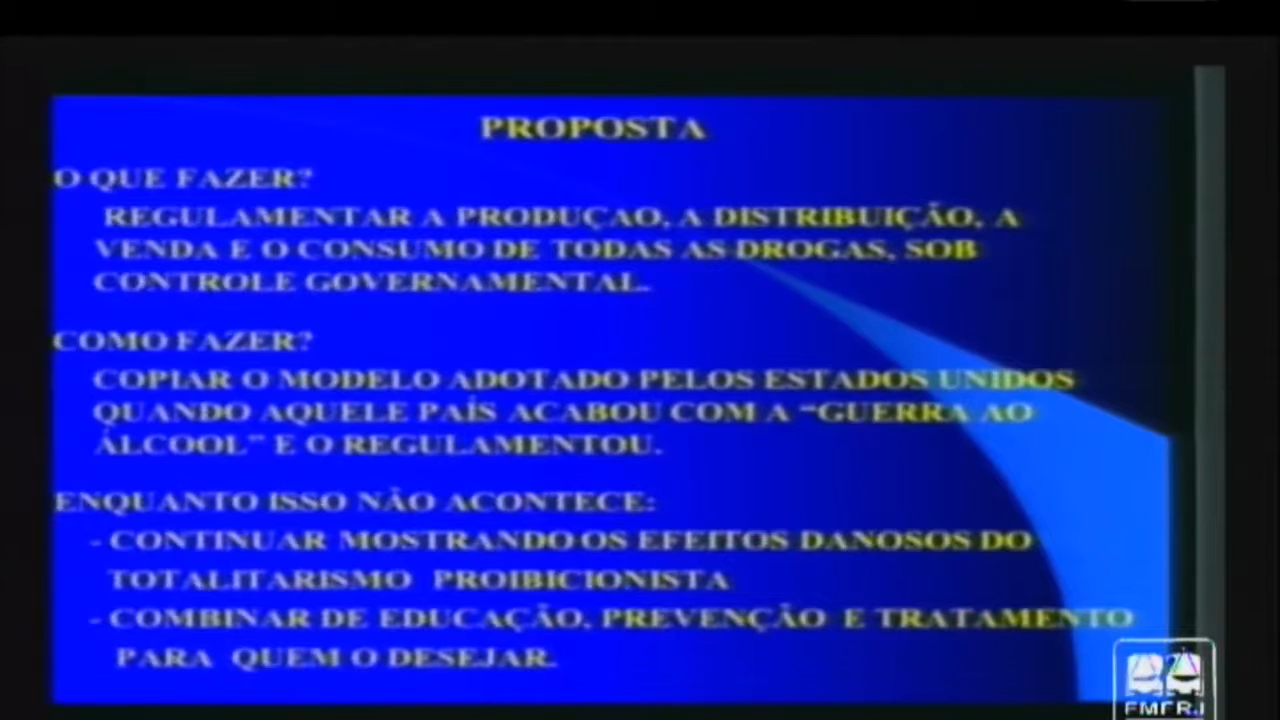 PROPOSTA
O QUE FAZER?
REGULAMENTAR A PRODUÇAO, A DISTRIBUIÇÃO, A
VENDA E O CONSUMO DE TODAS AS DROGAS, SOB
CONTROLE GOVERNAMENTAL.
COMO FAZER?
COPIAR O MODELO ADOTADO PELOS ESTADOS UNIDOS
QUANDO AQUELE PAÍS ACABOU COM A “GUERRA AO
ÁLCOOL” E O REGULAMENTOU.
ENQUANTO ISSO NÃO ACONTECE:
- CONTINUAR MOSTRANDO OS EFEITOS DANOSOS DO
TOTALITARISMO PROIBICIONISTA
- COMBINAR DE EDUCAÇÃO, PREVENÇÃO E TRATAMENTO
PARA QUEM O DESEJAR.
EMERJ